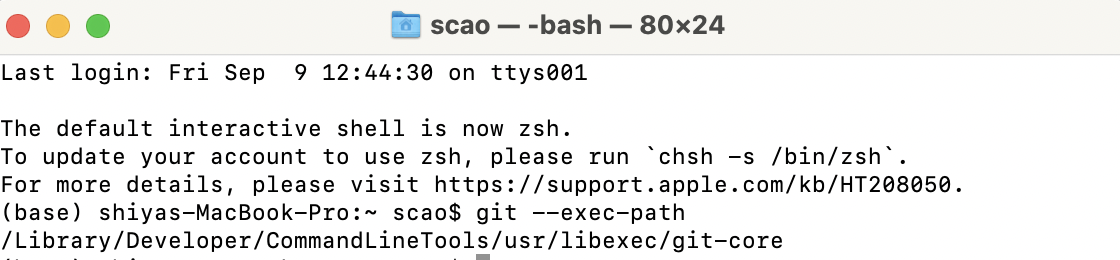 scao — -bash — 80×24
Last login: Fri Sep  9 12:44:30 on ttys001
The default interactive shell is now zsh.
To update your account to use zsh, please run `chsh -s /bin/zsh`.
For more details, please visit https://support.apple.com/kb/HT208050.
(base) shiyas-MacBook-Pro:~ scao$ git --exec-path
/Library/Developer/CommandLineTools/usr/libexec/git-core